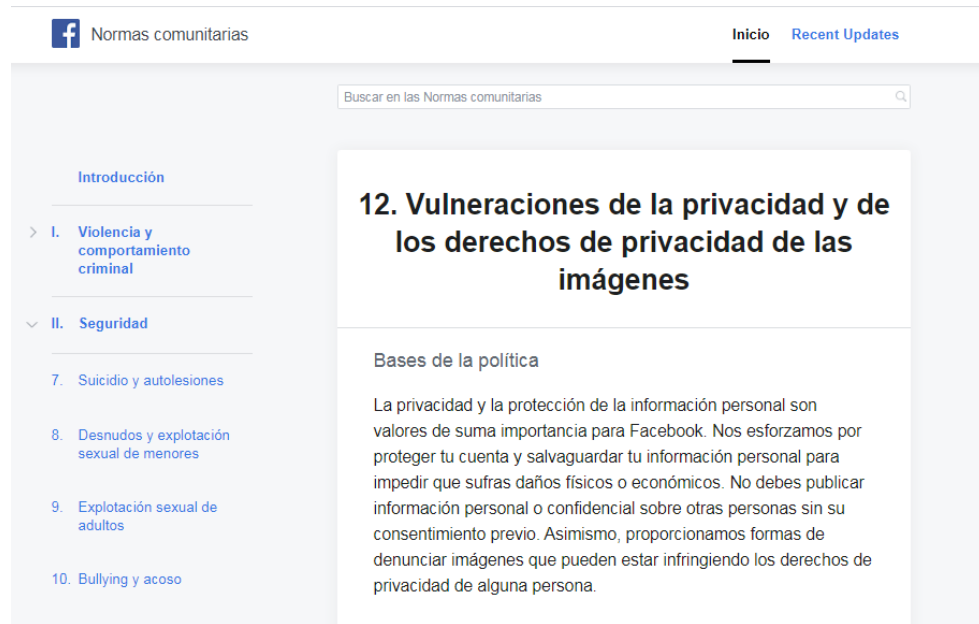 Normas comunitarias
Inicio
Recent Updates
Buscar en las Normas comunitarias
Introducción
I. Violencia y
comportamiento
criminal
II. Seguridad
7. Suicidio y autolesiones
8. Desnudos y explotación
sexual de menores
9. Explotación sexual de
adultos
10. Bullying y acoso
12. Vulneraciones de la privacidad y de
los derechos de privacidad de las
imágenes
Bases de la política
La privacidad y la protección de la información personal son
valores de suma importancia para Facebook. Nos esforzamos por
proteger tu cuenta y salvaguardar tu información personal para
impedir que sufras daños físicos o económicos. No debes publicar
información personal o confidencial sobre otras personas sin su
consentimiento previo. Asimismo, proporcionamos formas de
denunciar imágenes que pueden estar infringiendo los derechos de
privacidad de alguna persona.